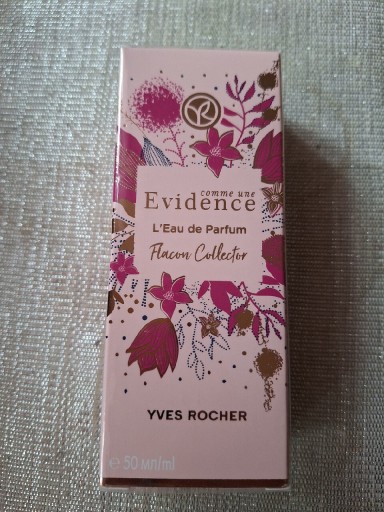 comme une
Evidence
L'Eau de Parfum
Flacon Collector
YVES ROCHER
e 50 мл/ml